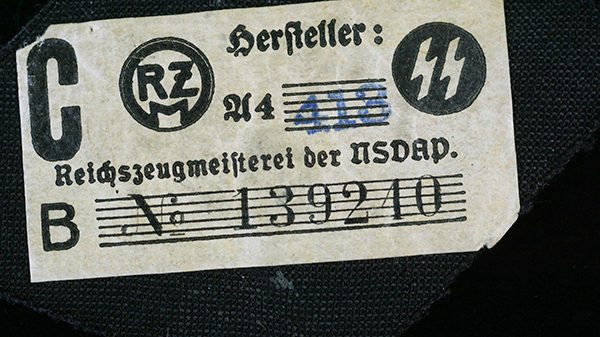 C
RZM
Hersteller:
A4 418
Reichszeugmeisterei der NSDAP.
B
No: 139240